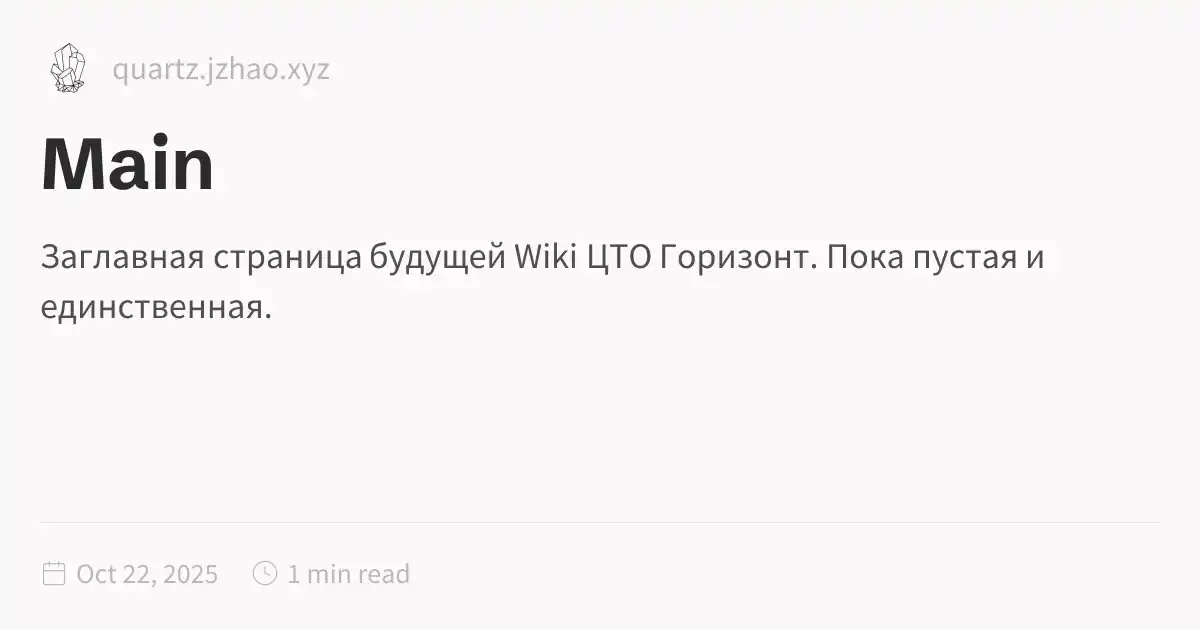 quartz.jzhao.xyz
Main
Заглавная страница будущей Wiki ЦТО Горизонт. Пока пустая и
единственная.
Oct 22, 2025 1 min read